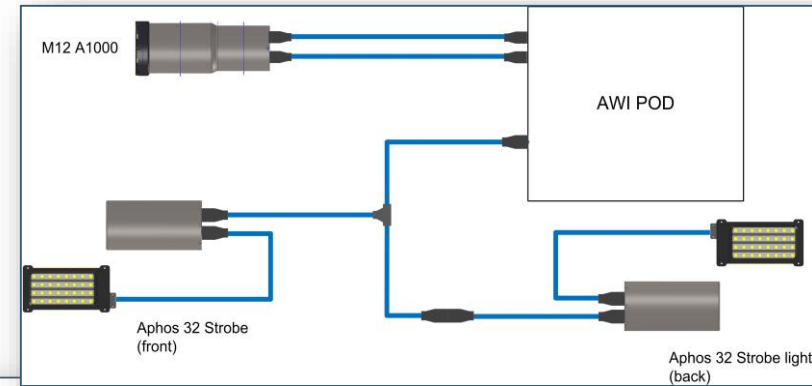 M12 A1000
AWI POD
Aphos 32 Strobe
(front)
Aphos 32 Strobe light
(back)